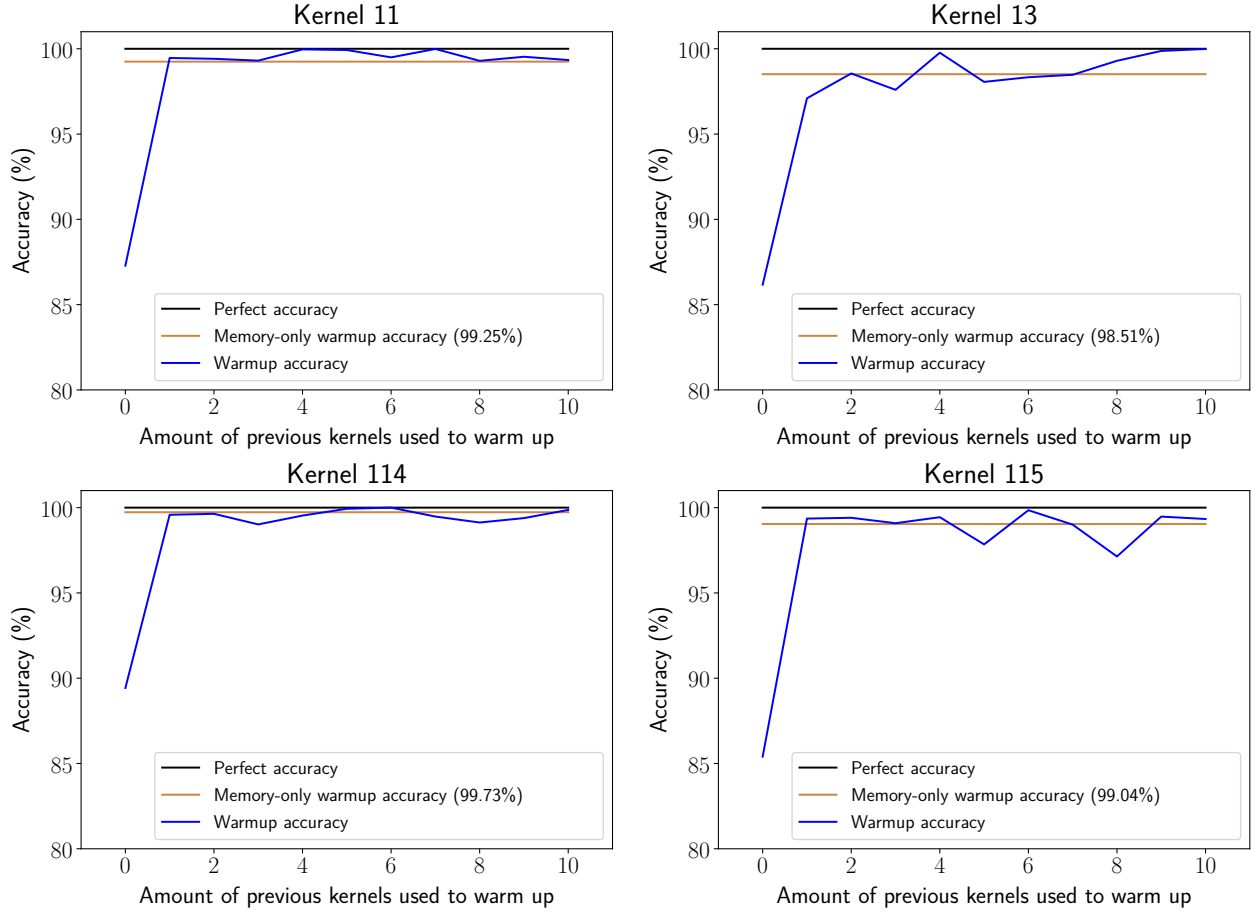 Kernel 11
100
95
90
85
80
Accuracy (%)
Perfect accuracy
Memory-only warmup accuracy (99.25%)
Warmup accuracy
0 2 4 6 8 10
Amount of previous kernels used to warm up
Kernel 13
100
95
90
85
80
Accuracy (%)
Perfect accuracy
Memory-only warmup accuracy (98.51%)
Warmup accuracy
0 2 4 6 8 10
Amount of previous kernels used to warm up
Kernel 114
100
95
90
85
80
Accuracy (%)
Perfect accuracy
Memory-only warmup accuracy (99.73%)
Warmup accuracy
0 2 4 6 8 10
Amount of previous kernels used to warm up
Kernel 115
100
95
90
85
80
Accuracy (%)
Perfect accuracy
Memory-only warmup accuracy (99.04%)
Warmup accuracy
0 2 4 6 8 10
Amount of previous kernels used to warm up